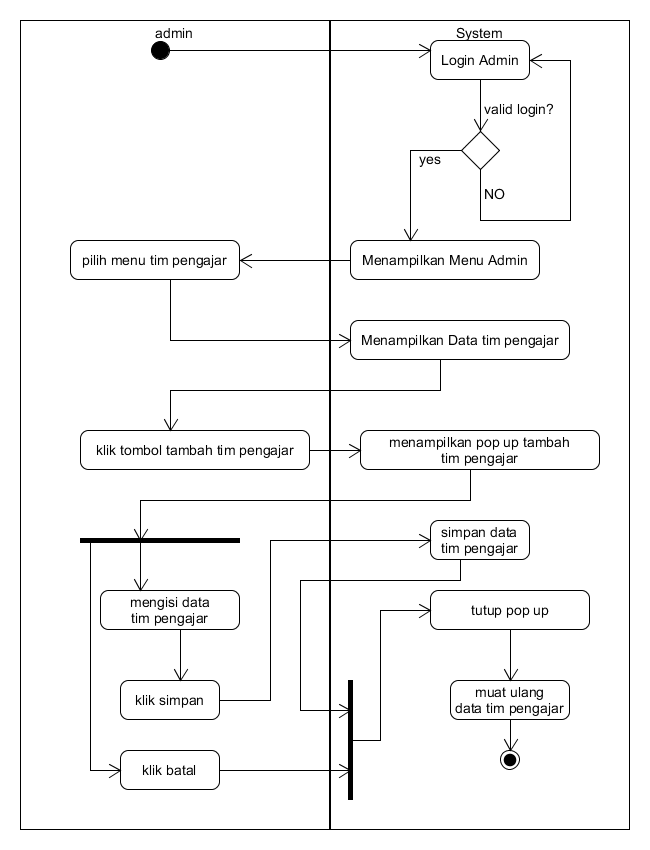 admin
System
Login Admin
valid login?
yes
NO
pilih menu tim pengajar
Menampilkan Menu Admin
Menampilkan Data tim pengajar
klik tombol tambah tim pengajar
menampilkan pop up tambah
tim pengajar
simpan data
tim pengajar
mengisi data
tim pengajar
tutup pop up
klik simpan
muat ulang
data tim pengajar
klik batal